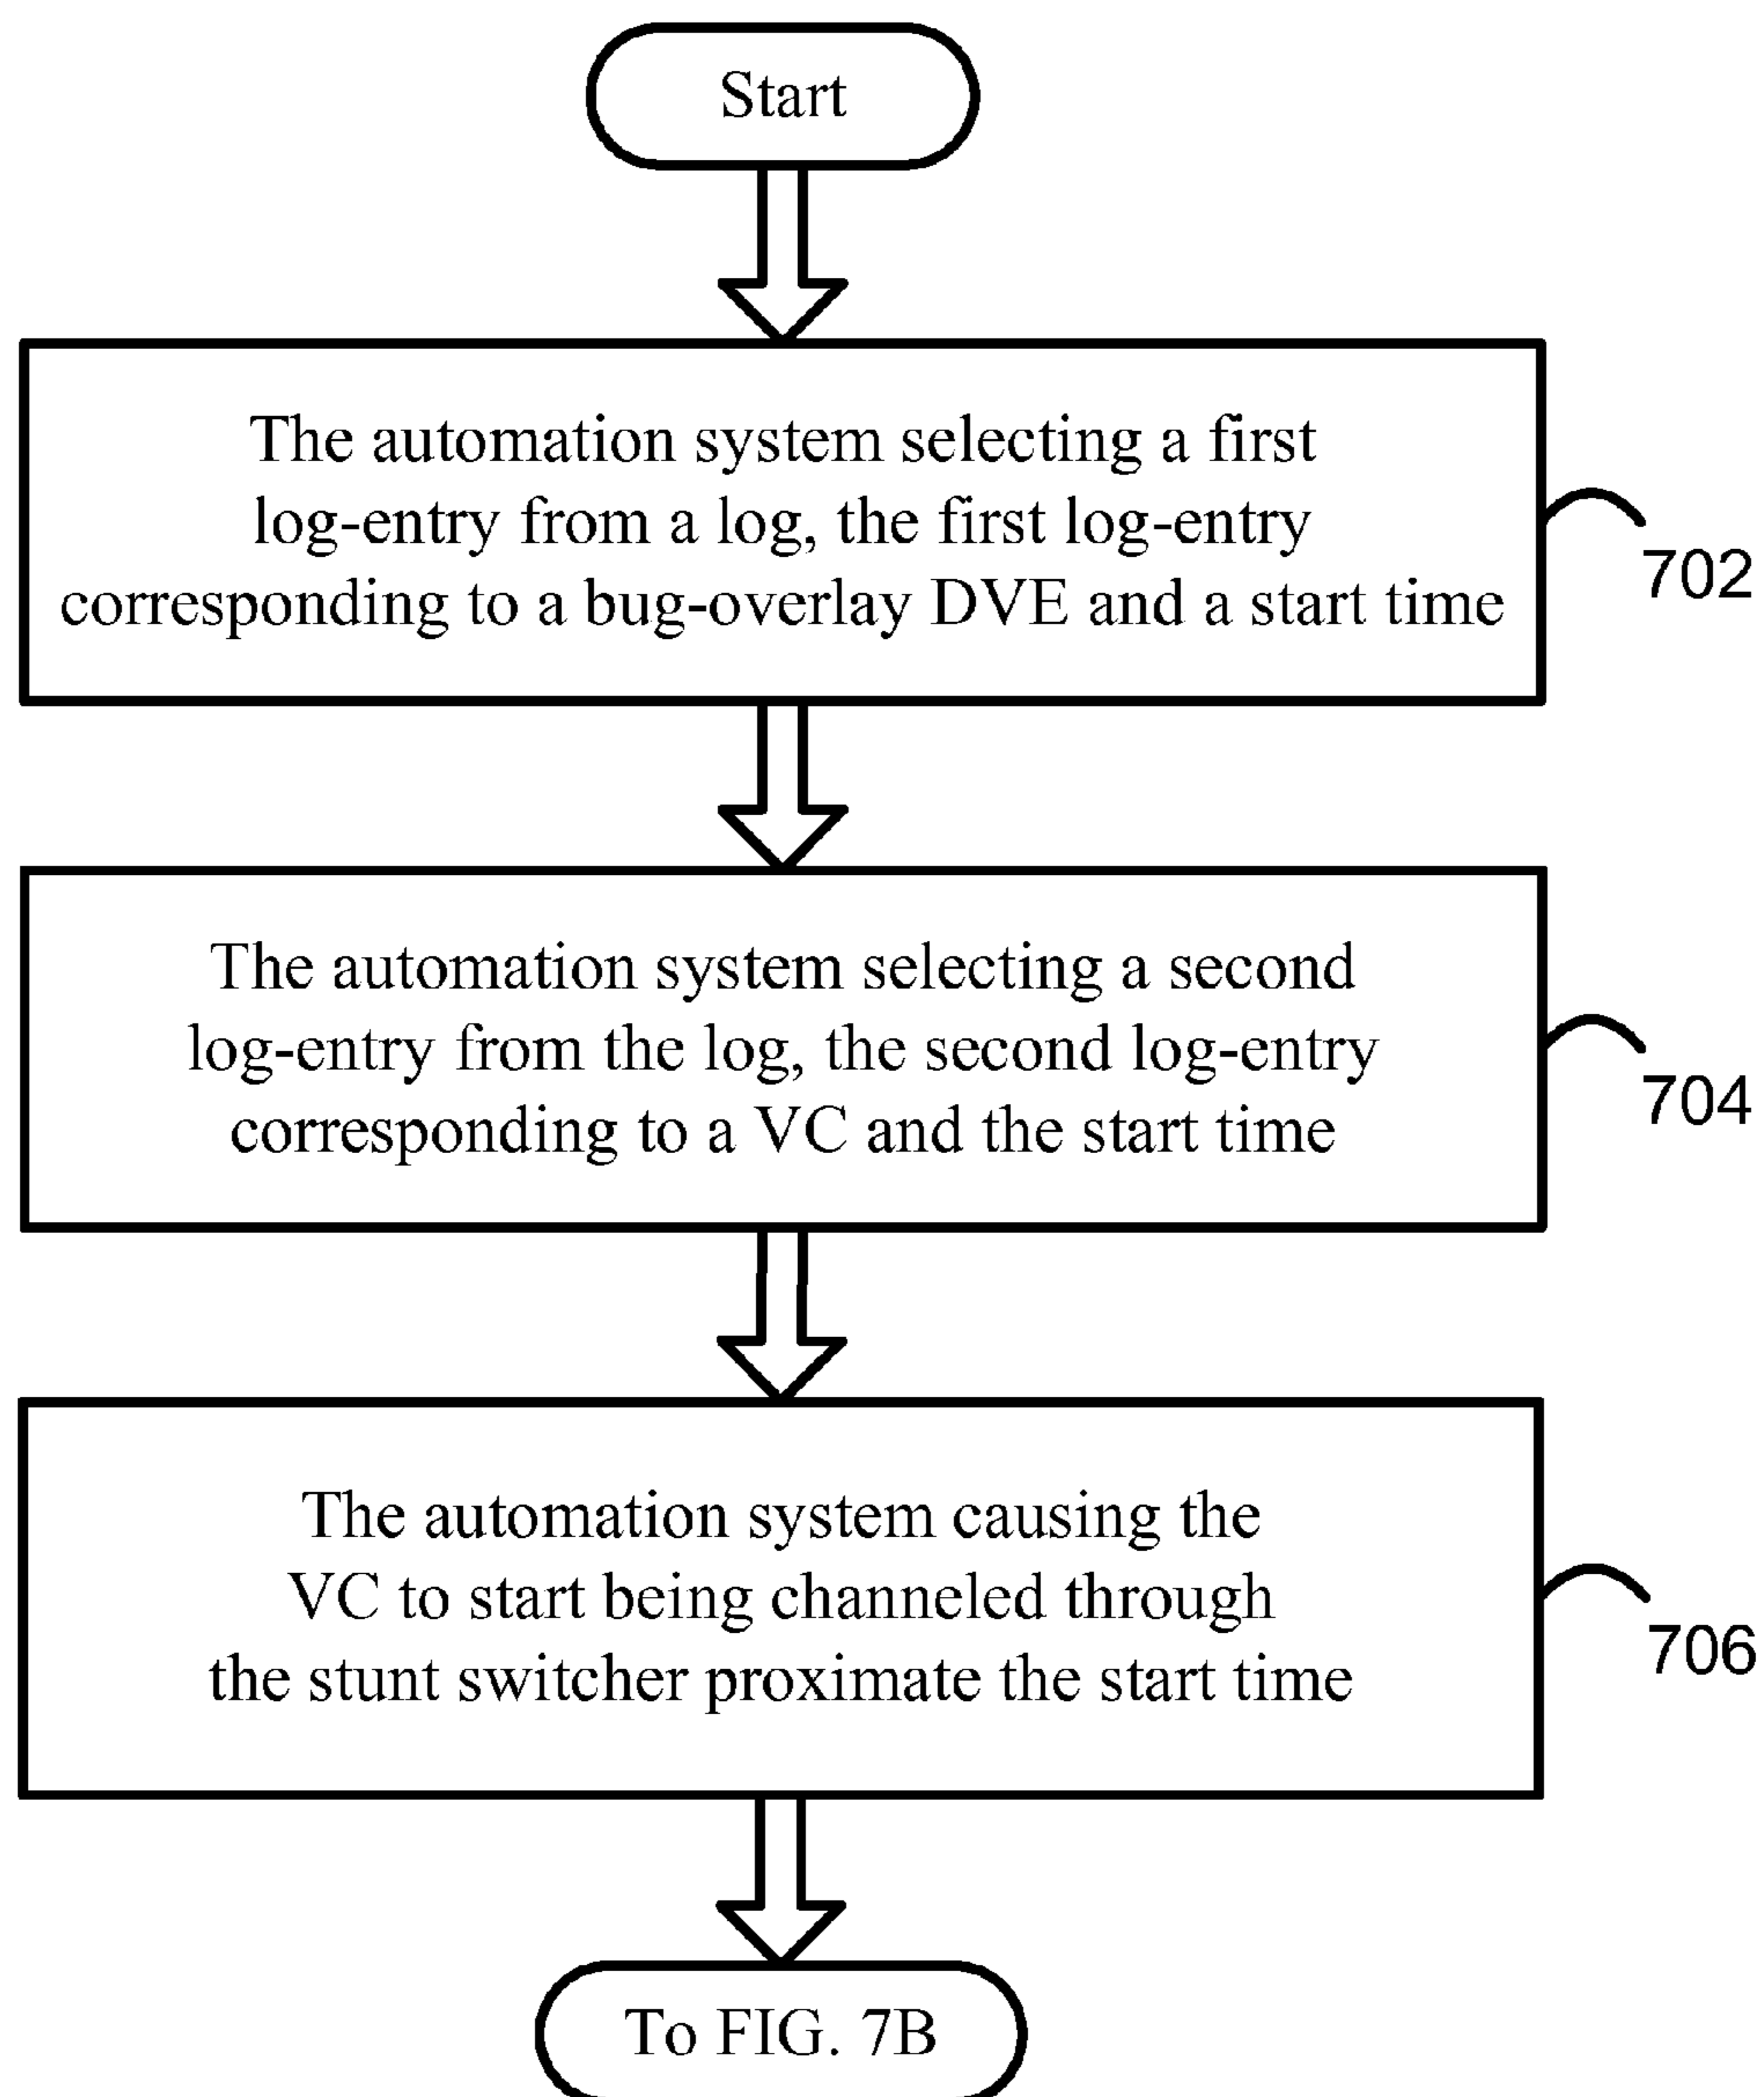 Start
The automation system selecting a first
log-entry from a log, the first log-entry
corresponding to a bug-overlay DVE and a start time
702
The automation system selecting a second
log-entry from the log, the second log-entry
corresponding to a VC and the start time
704
The automation system causing the
VC to start being channeled through
the stunt switcher proximate the start time
706
To FIG. 7B